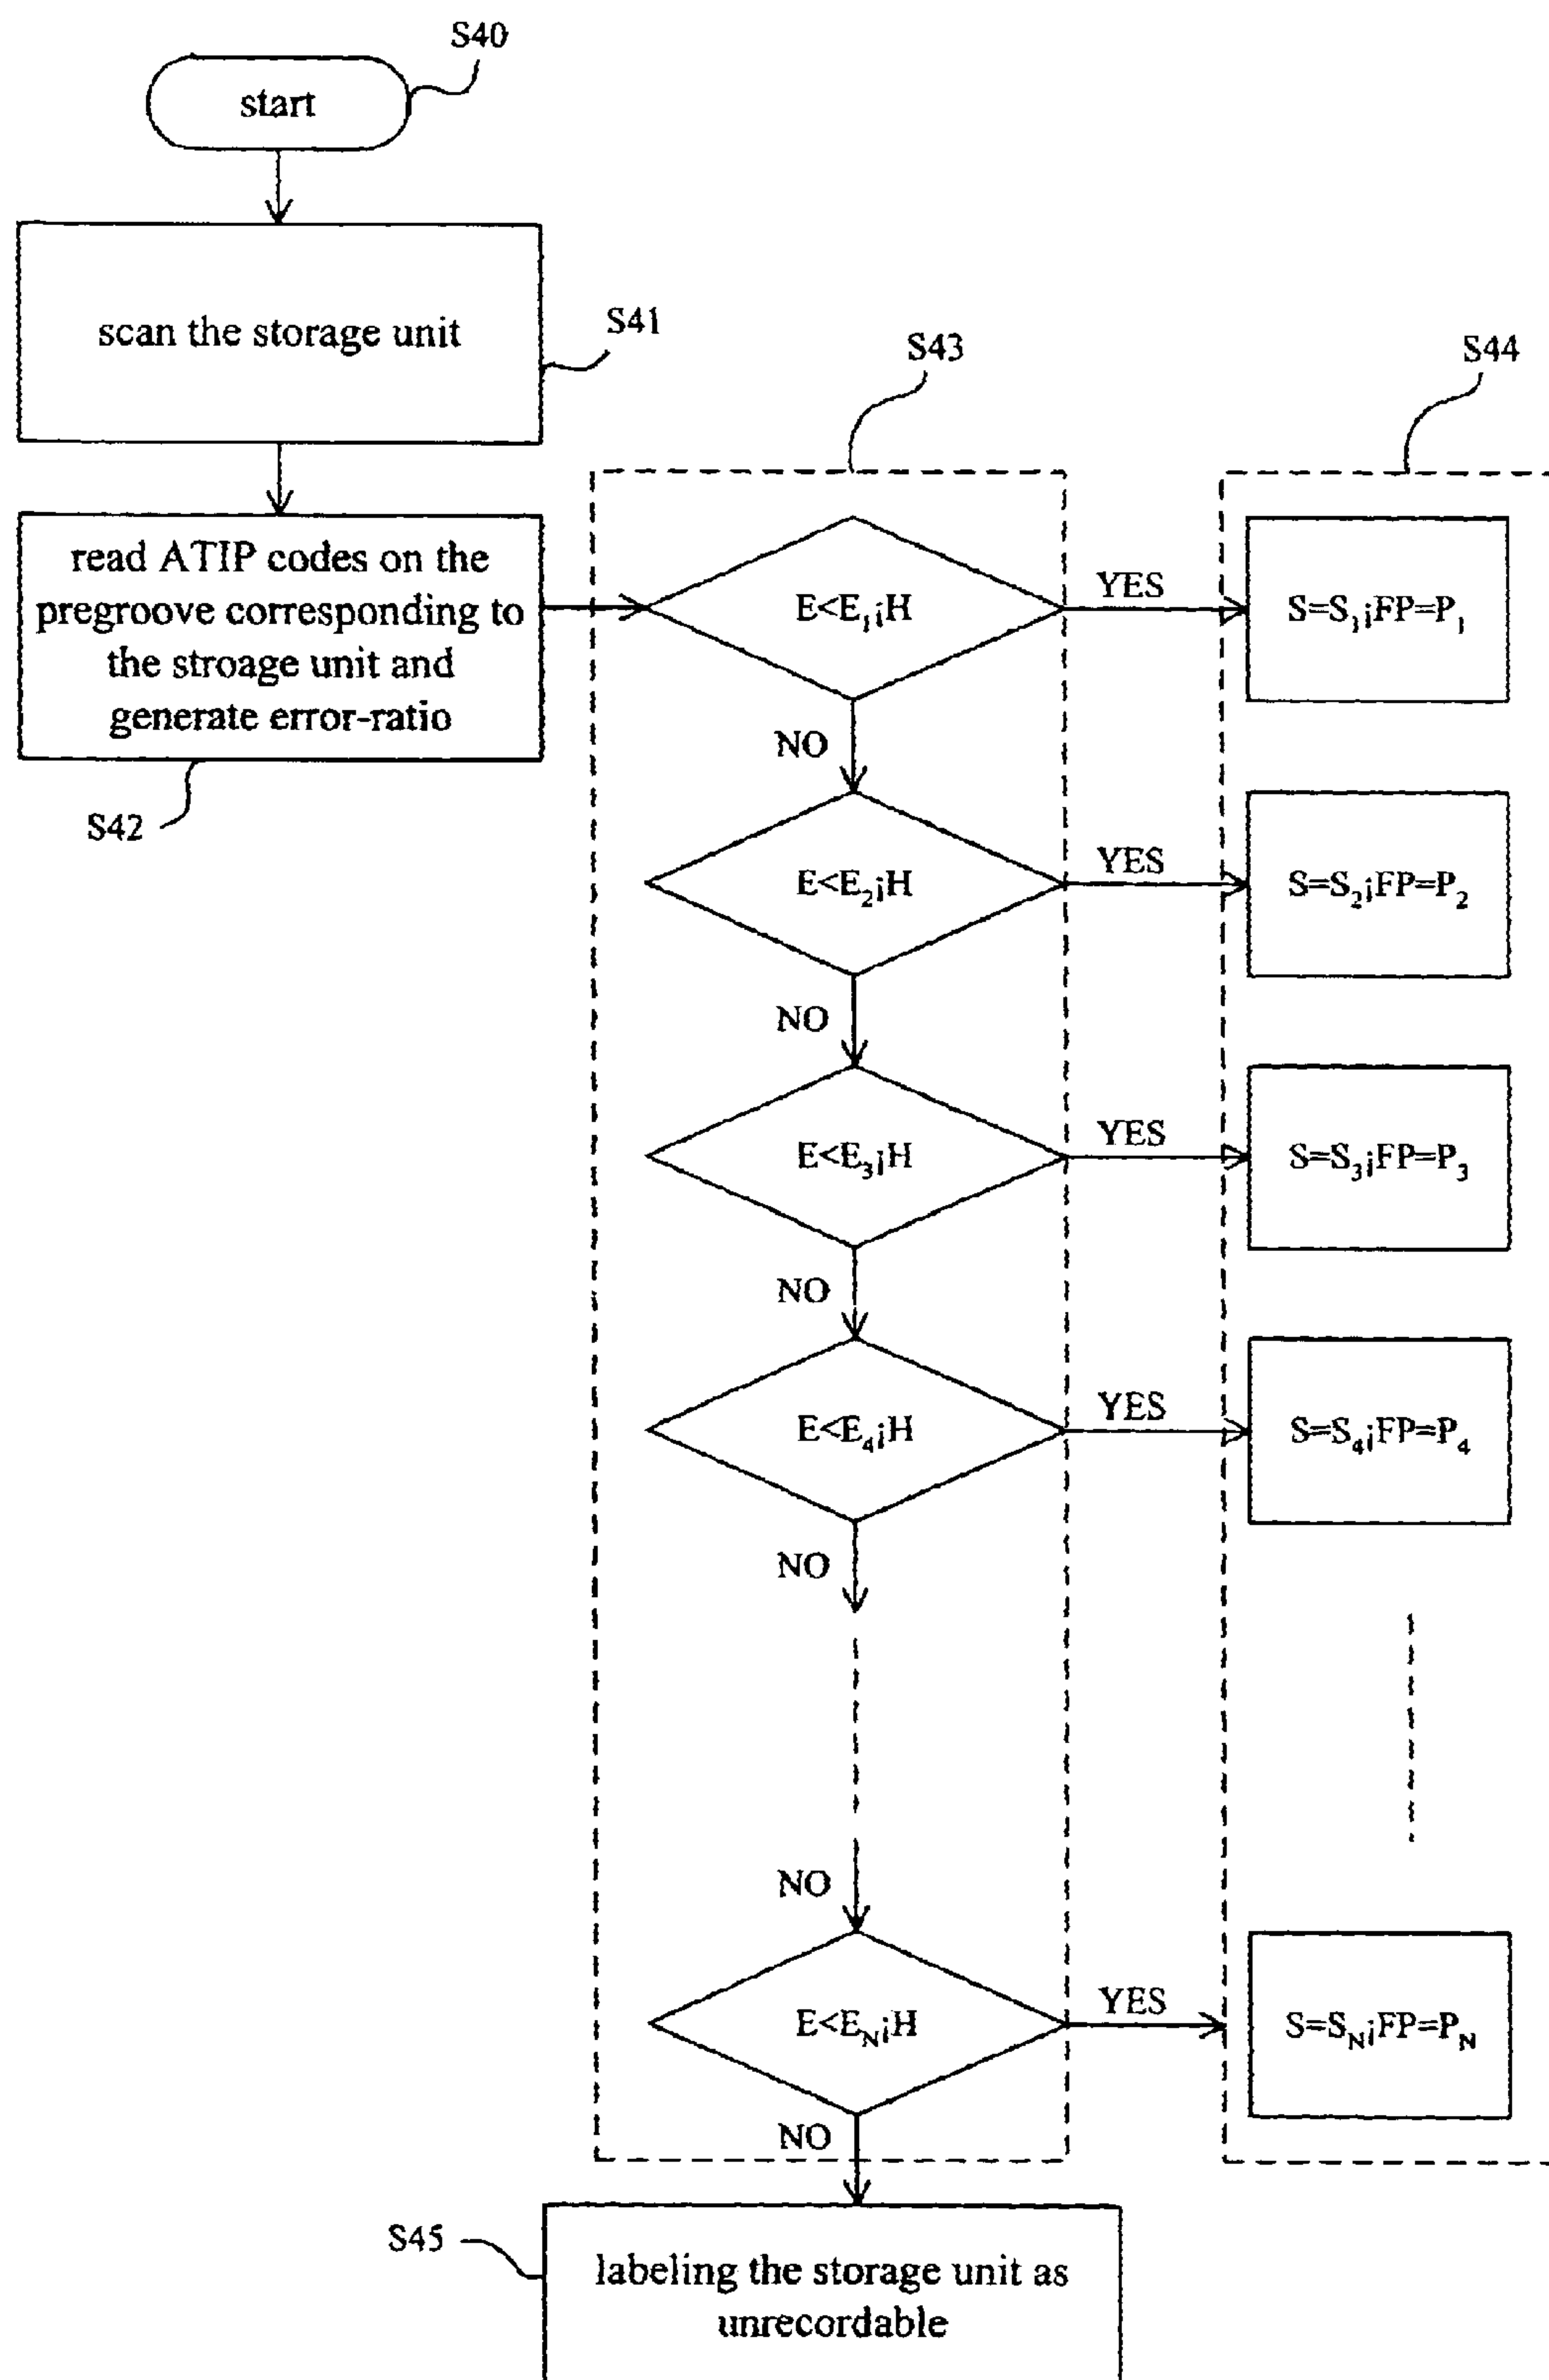 S40
start
scan the storage unit
S41
read ATIP codes on the
pregroove corresponding to
the stroage unit and
generate error-ratio
S42
S43
S44
E<E₁¡H
YES
S=S₁¡FP=P₁
NO
E<E₂¡H
YES
S=S₂¡FP=P₂
NO
E<E₃¡H
YES
S=S₃¡FP=P₃
NO
E<E₄¡H
YES
S=S₄¡FP=P₄
NO
NO
E<E_N¡H
YES
S=S_N¡FP=P_N
NO
S45
labeling the storage unit as
unrecordable